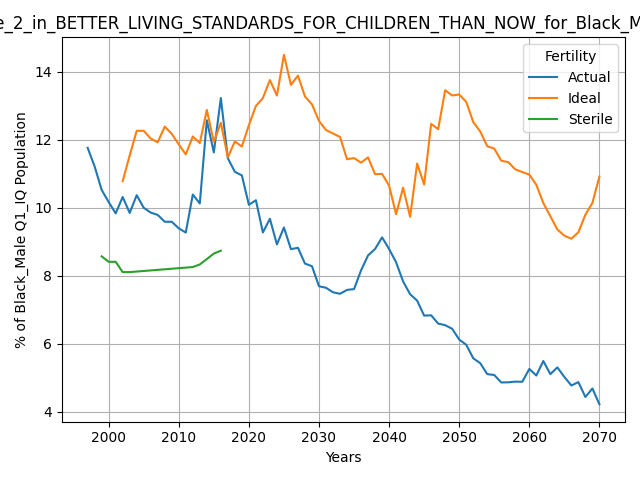 e_2_in_BETTER_LIVING_STANDARDS_FOR_CHILDREN_THAN_NOW_for_Black_M
Fertility
Actual
Ideal
Sterile
% of Black_Male Q1_IQ Population
14
12
10
8
6
4
2000
2010
2020
2030
2040
2050
2060
2070
Years